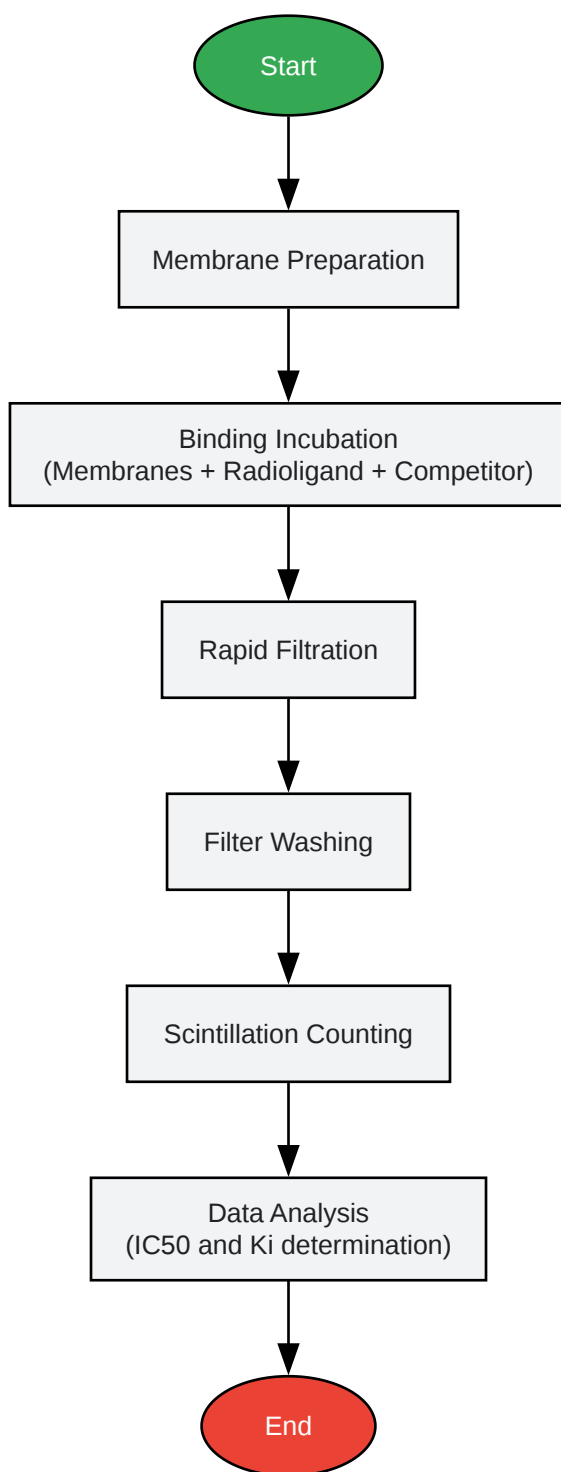 Start
Membrane Preparation
Binding Incubation
(Membranes + Radioligand + Competitor)
Rapid Filtration
Filter Washing
Scintillation Counting
Data Analysis
(IC50 and Ki determination)
End